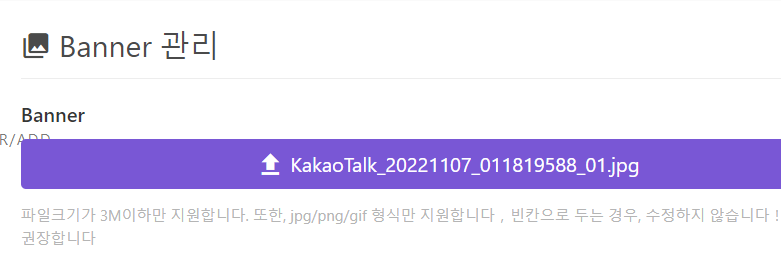 Banner 관리
Banner
R/ADD
KakaoTalk_20221107_011819588_01.jpg
파일크기가 3M이하만 지원합니다. 또한, jpg/png/gif 형식만 지원합니다 , 빈칸으로 두는 경우, 수정하지 않습니다 !
권장합니다